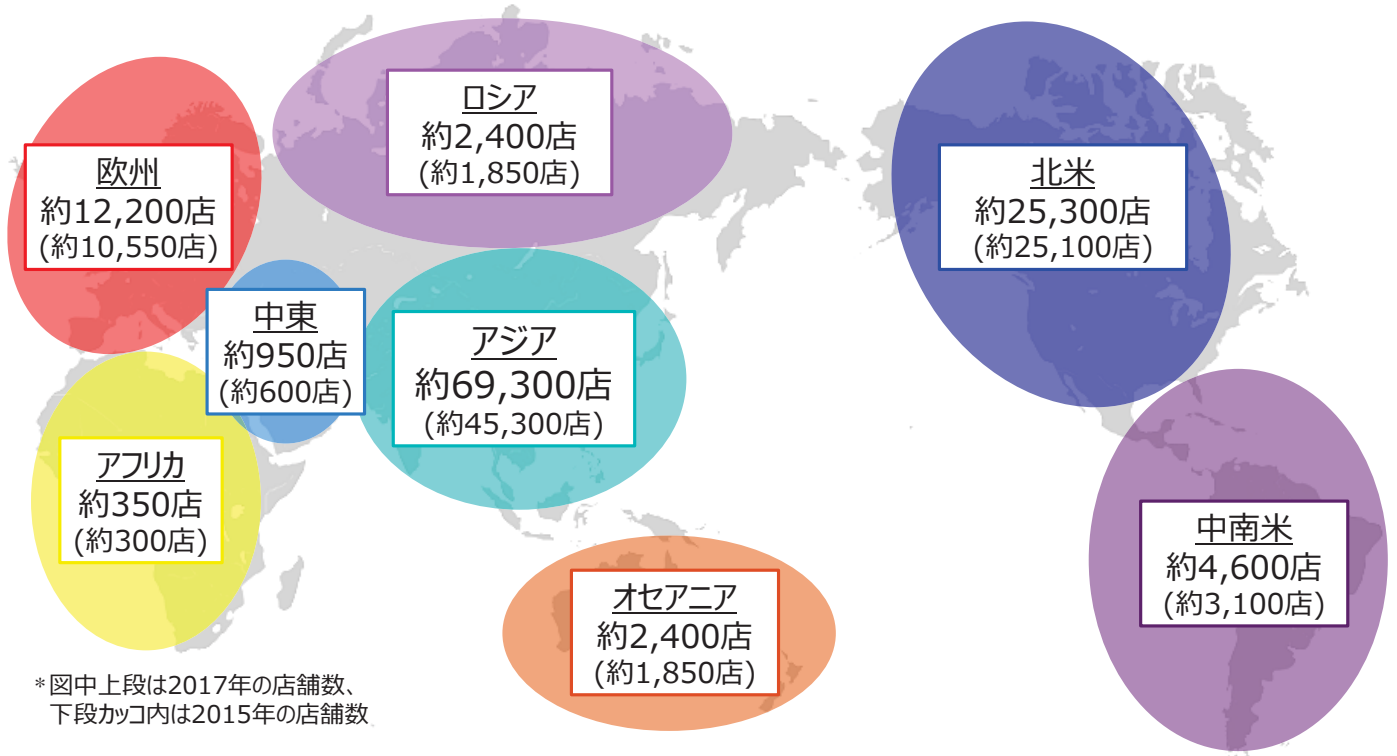 ロシア
約2,400店
(約1,850店)
欧州
約12,200店
(約10,550店)
北米
約25,300店
(約25,100店)
中東
約950店
(約600店)
アジア
約69,300店
(約45,300店)
アフリカ
約350店
(約300店)
中南米
約4,600店
(約3,100店)
オセアニア
約2,400店
(約1,850店)
*図中上段は2017年の店舗数、
下段カッコ内は2015年の店舗数